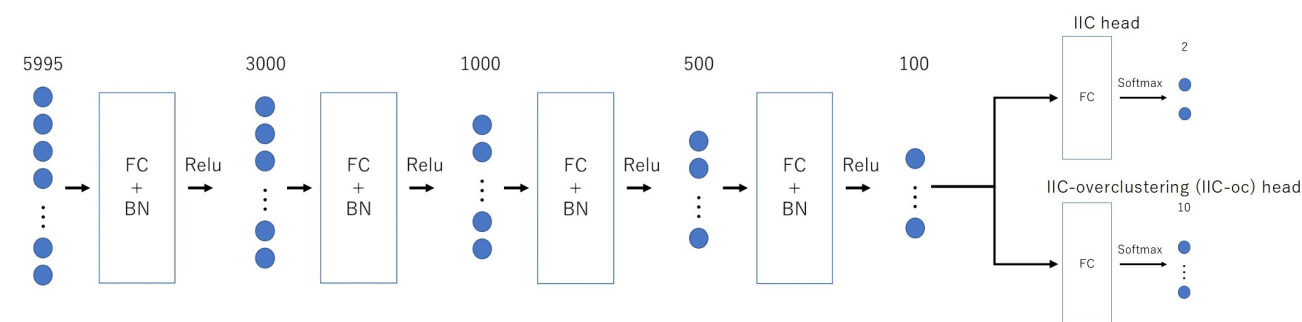 IIC head
5995
3000
1000
500
100
2
FC
+
BN
Relu
FC
+
BN
Relu
FC
+
BN
Relu
FC
+
BN
Relu
FC
Softmax
IIC-overclustering (IIC-oc) head
10
FC
Softmax